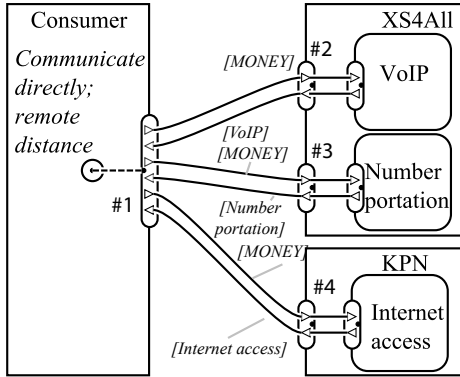 Consumer
Communicate
directly;
remote
distance
#1
[MONEY]
[VoIP]
[MONEY]
[Number
portation]
[MONEY]
[Internet access]
XS4All
#2
VoIP
#3
Number
portation
KPN
#4
Internet
access